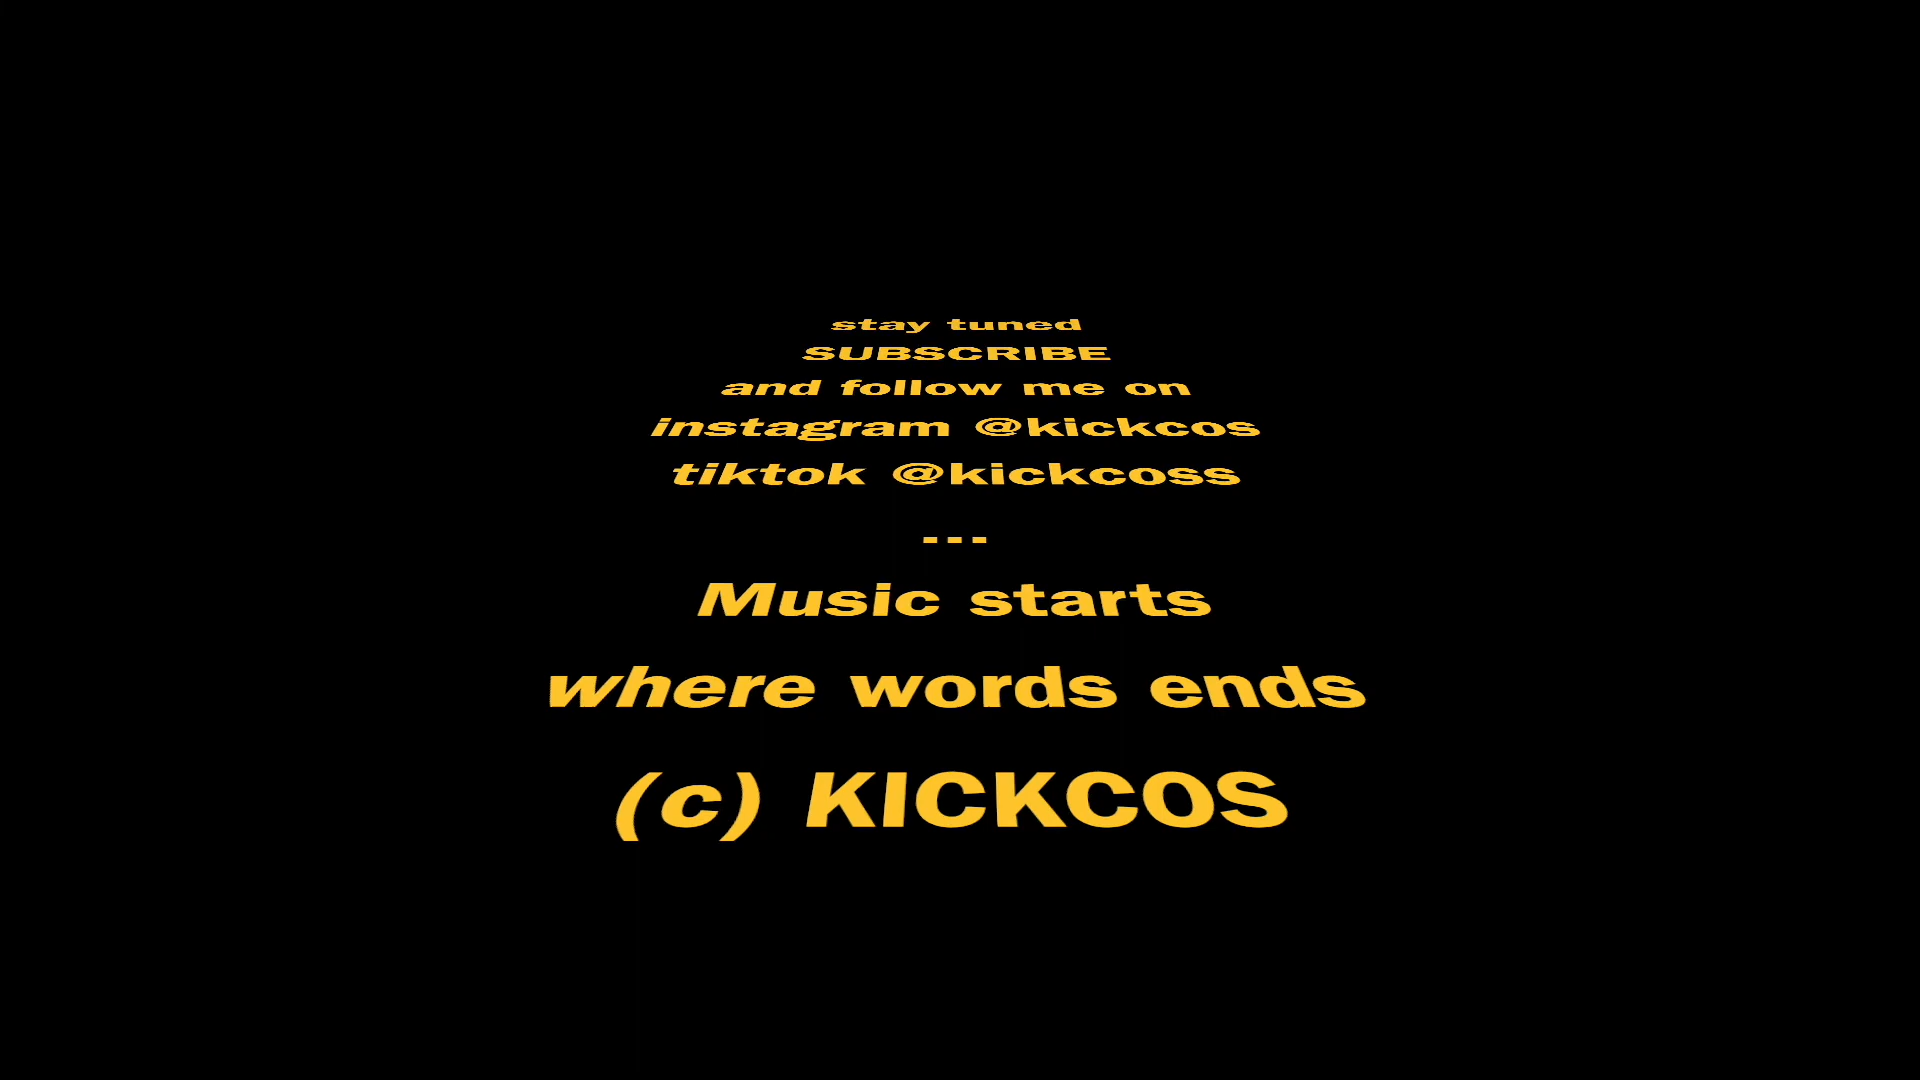 stay tuned
SUBSCRIBE
and follow me on
instagram @kickcos
tiktok @kickcoss
---
Music starts
where words ends
(c) KICKCOS